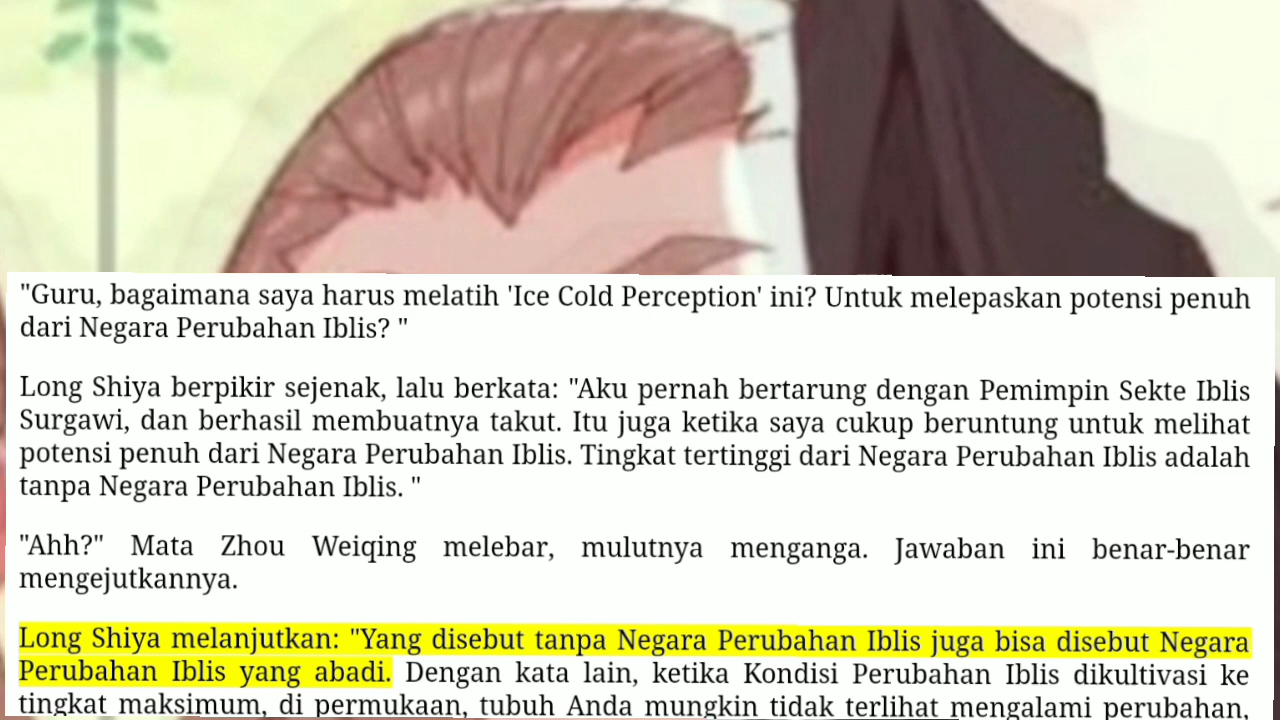 "Guru, bagaimana saya harus melatih 'Ice Cold Perception' ini? Untuk melepaskan potensi penuh
dari Negara Perubahan Iblis? "
Long Shiya berpikir sejenak, lalu berkata: "Aku pernah bertarung dengan Pemimpin Sekte Iblis
Surgawi, dan berhasil membuatnya takut. Itu juga ketika saya cukup beruntung untuk melihat
potensi penuh dari Negara Perubahan Iblis. Tingkat tertinggi dari Negara Perubahan Iblis adalah
tanpa Negara Perubahan Iblis. "
"Ahh?" Mata Zhou Weiqing melebar, mulutnya menganga. Jawaban ini benar-benar
mengejutkannya.
Long Shiya melanjutkan: "Yang disebut tanpa Negara Perubahan Iblis juga bisa disebut Negara
Perubahan Iblis yang abadi. Dengan kata lain, ketika Kondisi Perubahan Iblis dikultivasi ke
tingkat maksimum, di permukaan, tubuh Anda mungkin tidak terlihat mengalami perubahan,